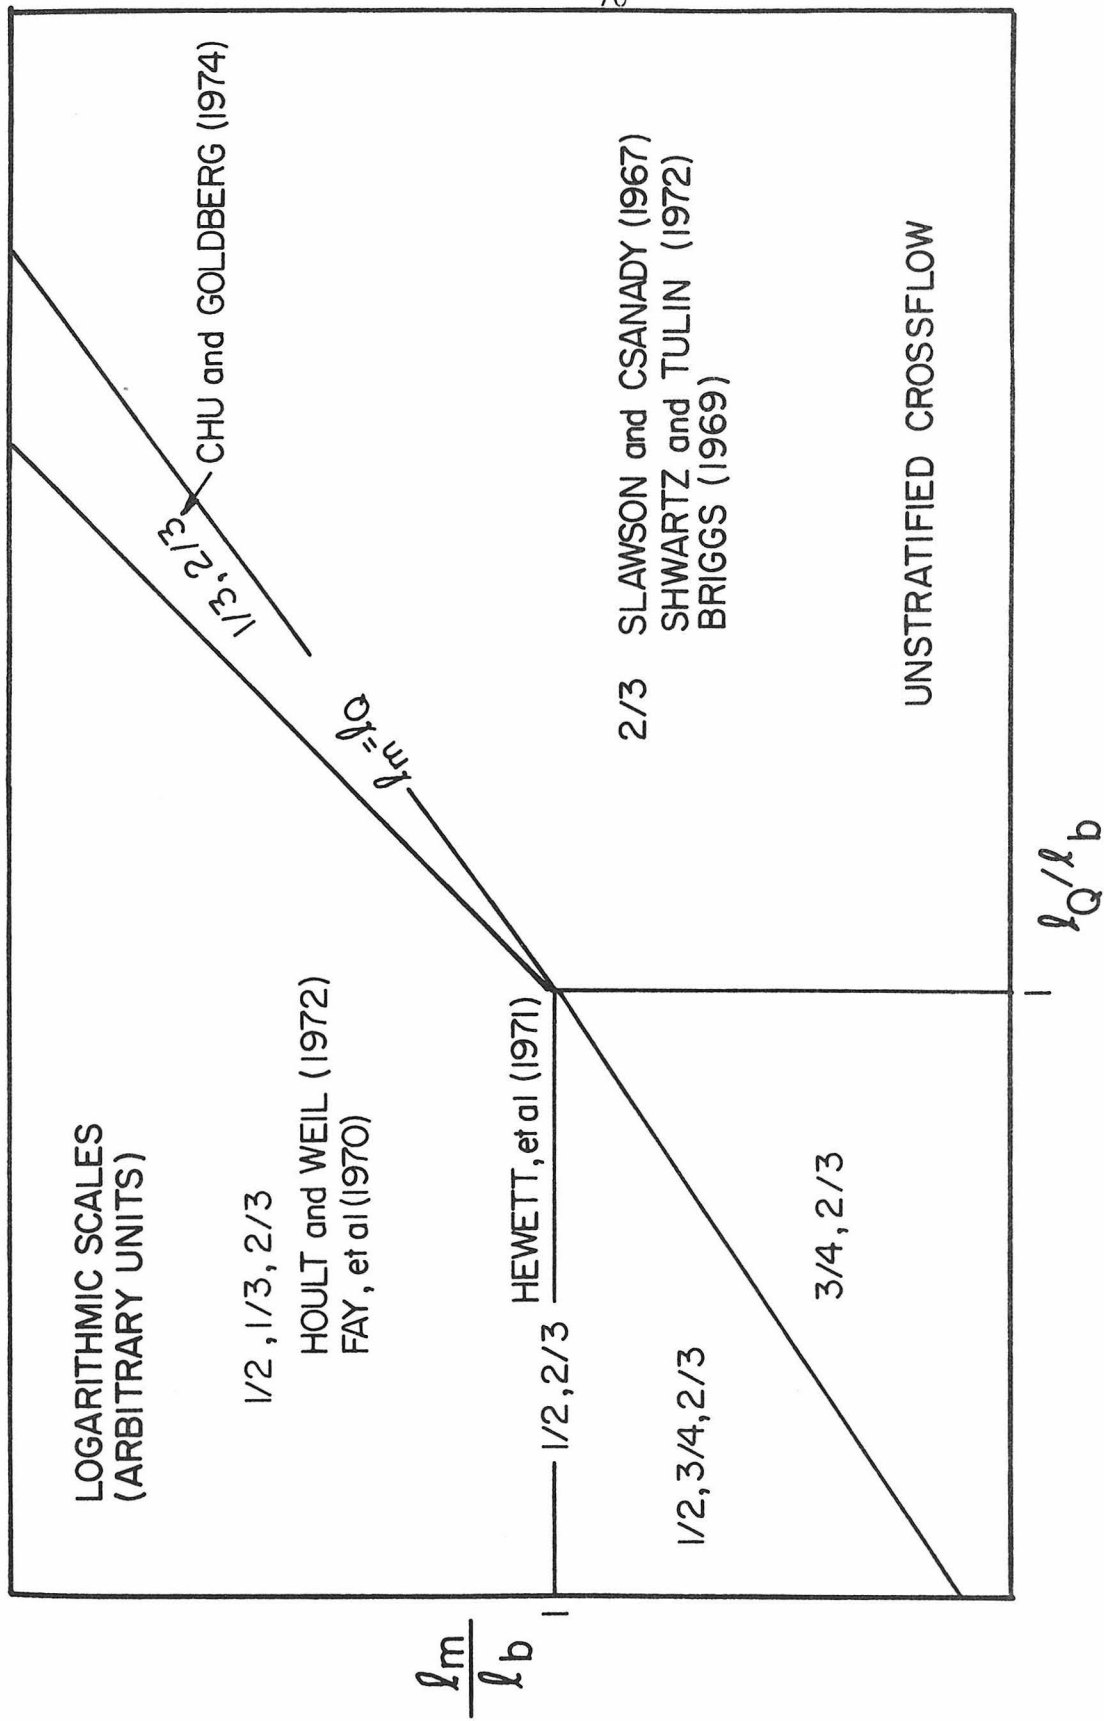 70
LOGARITHMIC SCALES
(ARBITRARY UNITS)
1/2 , 1/3, 2/3
HOULT and WEIL (1972)
FAY, et al (1970)
1/3, 2/3
CHU and GOLDBERG (1974)
ℓm=ℓQ
1/2, 2/3
HEWETT, et al (1971)
1/2, 3/4, 2/3
3/4, 2/3
2/3 SLAWSON and CSANADY (1967)
SHWARTZ and TULIN (1972)
BRIGGS (1969)
UNSTRATIFIED CROSSFLOW
ℓm
ℓb
1
1
ℓQ/ℓb